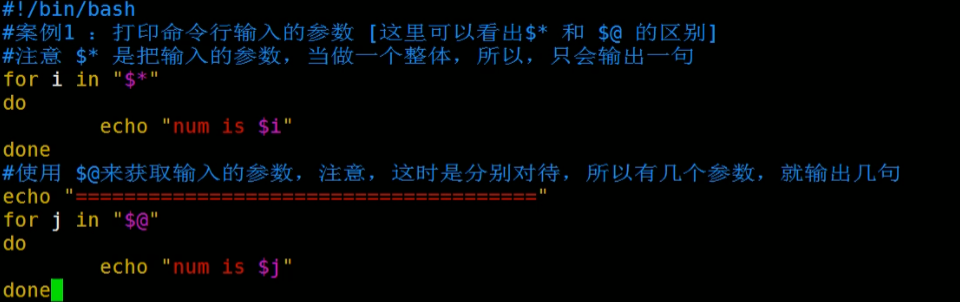 #!/bin/bash
#案例1 ：打印命令行输入的参数 [这里可以看出$* 和 $@ 的区别]
#注意 $* 是把输入的参数，当做一个整体，所以，只会输出一句
for i in "$*"
do
        echo "num is $i"
done
#使用 $@来获取输入的参数，注意，这时是分别对待，所以有几个参数，就输出几句
echo "======================================"
for j in "$@"
do
        echo "num is $j"
done